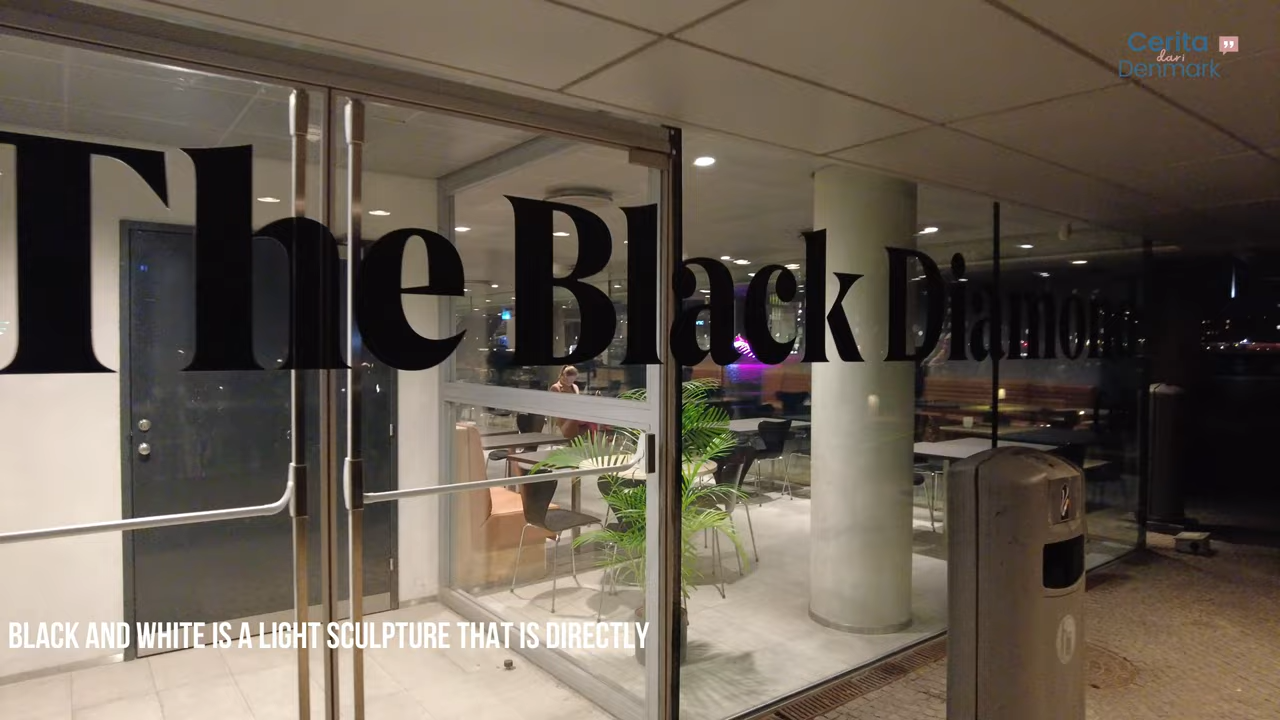 Cerita
dari
Denmark
The Black Diamond
BLACK AND WHITE IS A LIGHT SCULPTURE THAT IS DIRECTLY